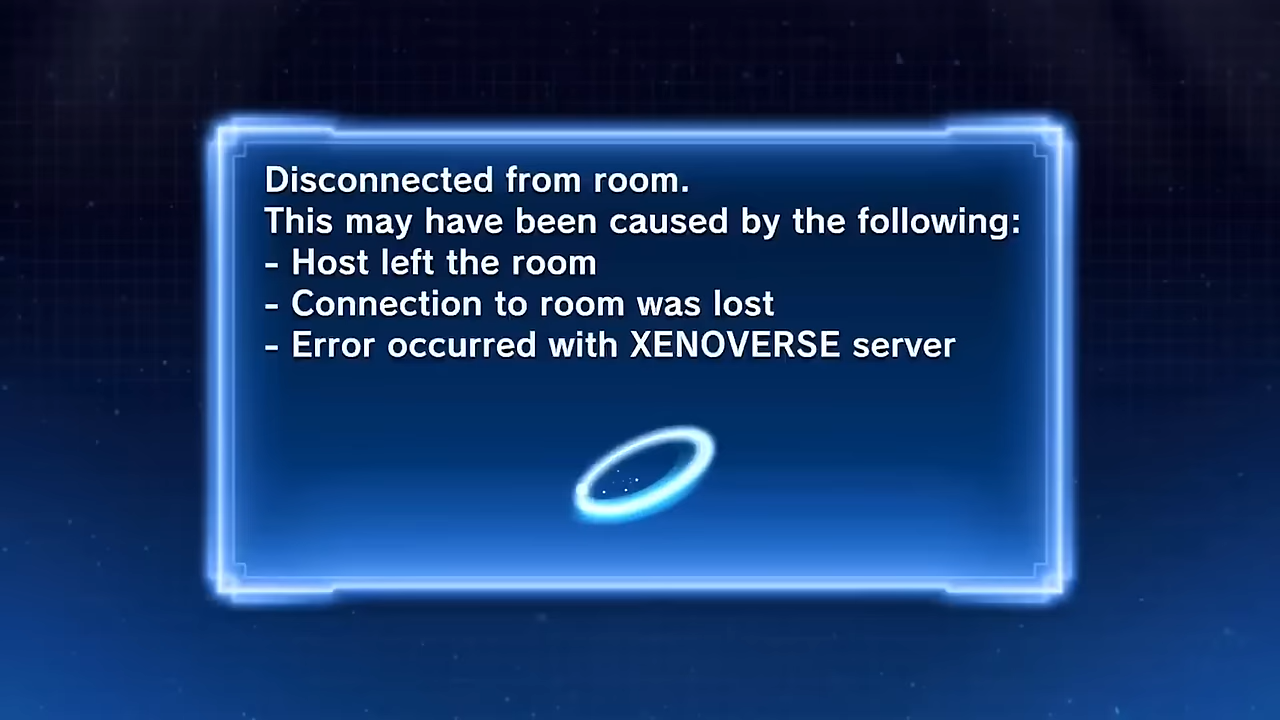 Disconnected from room.
This may have been caused by the following:
- Host left the room
- Connection to room was lost
- Error occurred with XENOVERSE server